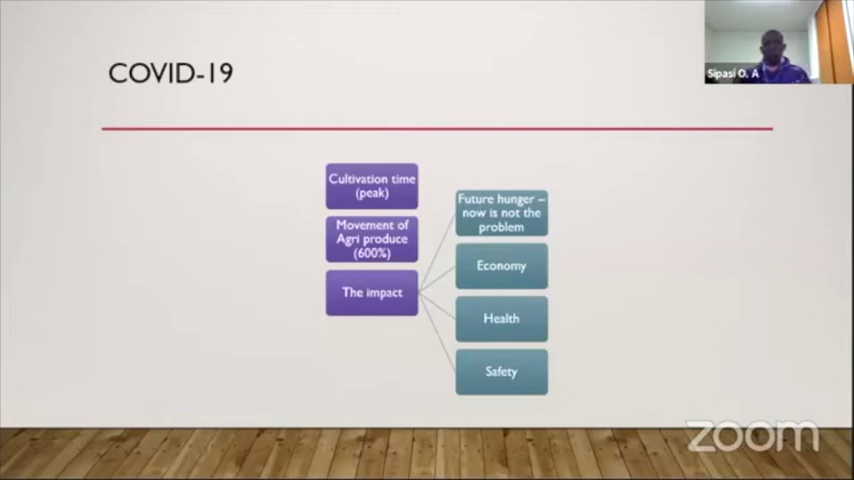 COVID-19
Sipasi O. A
Cultivation time
(peak)
Movement of
Agri produce
(600%)
The impact
Future hunger –
now is not the
problem
Economy
Health
Safety
zoom